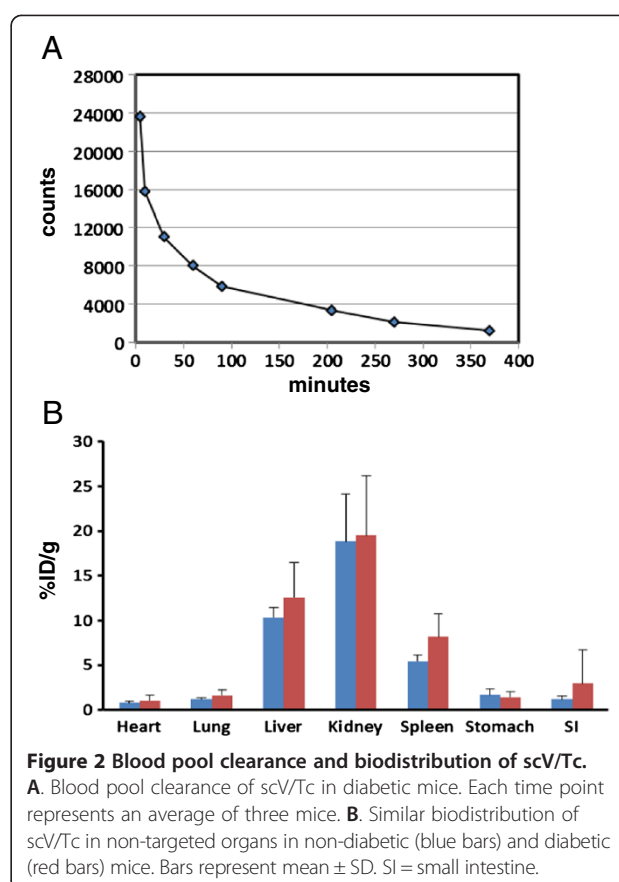 A
28000
24000
20000
16000
12000
8000
4000
0
counts
0 50 100 150 200 250 300 350 400
minutes
B
30
25
20
15
10
5
0
%ID/g
Heart Lung Liver Kidney Spleen Stomach SI
Figure 2 Blood pool clearance and biodistribution of scV/Tc.
A. Blood pool clearance of scV/Tc in diabetic mice. Each time point
represents an average of three mice. B. Similar biodistribution of
scV/Tc in non-targeted organs in non-diabetic (blue bars) and diabetic
(red bars) mice. Bars represent mean ± SD. SI = small intestine.